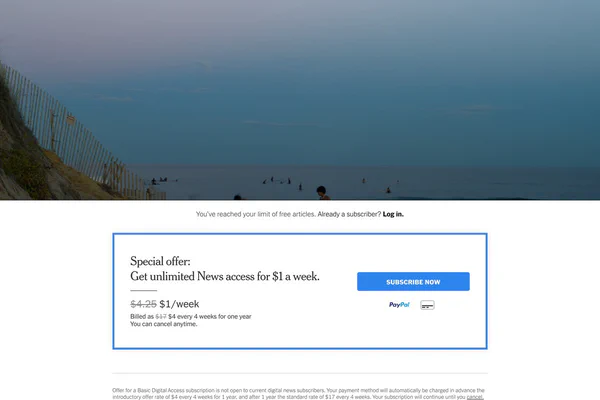 You've reached your limit of free articles. Already a subscriber? Log in.
Special offer:
Get unlimited News access for $1 a week.
SUBSCRIBE NOW
$4.25 $1/week
PayPal
Billed as $17 $4 every 4 weeks for one year
You can cancel anytime.
Offer for a Basic Digital Access subscription is not open to current digital news subscribers. Your payment method will automatically be charged in advance the
introductory offer rate of $4 every 4 weeks for 1 year, and after 1 year the standard rate of $17 every 4 weeks. Your subscription will continue until you cancel.